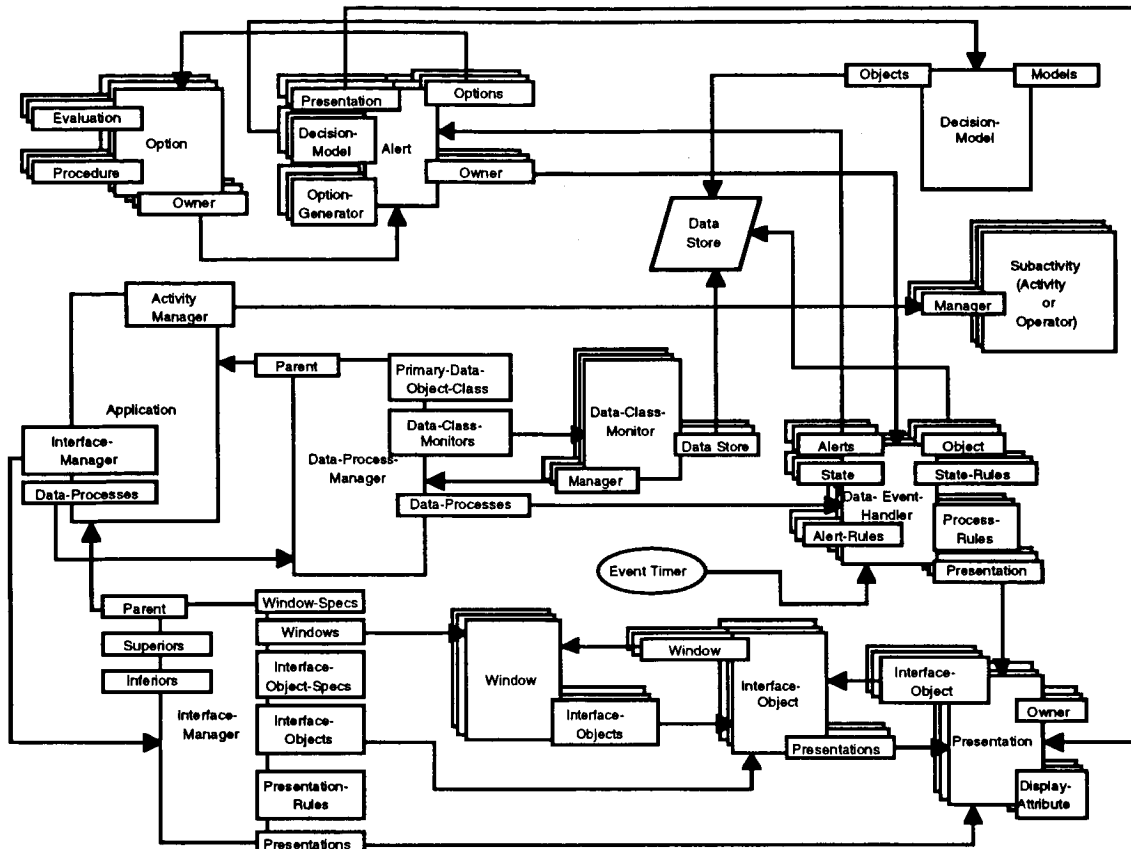 Objects
Models
Presentation
Options
Evaluation
Option
Decision-
Model
Alert
Decision-
Model
Procedure
Owner
Owner
Option-
Generator
Data
Store
Subactivity
(Activity
or
Operator)
Manager
Activity
Manager
Parent
Primary-Data-
Object-Class
Application
Data-Class-
Monitors
Data-Class-
Monitor
Data Store
Interface-
Manager
Data-Process-
Manager
Manager
Data-Processes
Data-Processes
Alerts
Object
State
State-Rules
Data- Event-
Handler
Alert-Rules
Process-
Rules
Presentation
Event Timer
Parent
Window-Specs
Superiors
Windows
Inferiors
Interface-
Object-Specs
Interface-
Manager
Interface-
Objects
Presentation-
Rules
Presentations
Window
Interface-
Objects
Window
Interface-
Object
Presentations
Interface-
Object
Owner
Presentation
Display-
Attribute